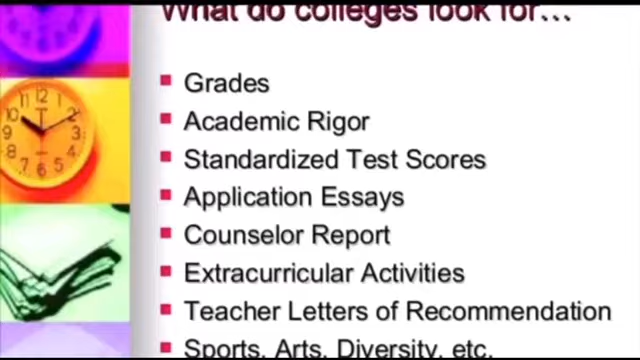 What do colleges look for…
Grades
Academic Rigor
Standardized Test Scores
Application Essays
Counselor Report
Extracurricular Activities
Teacher Letters of Recommendation
Sports, Arts, Diversity, etc.